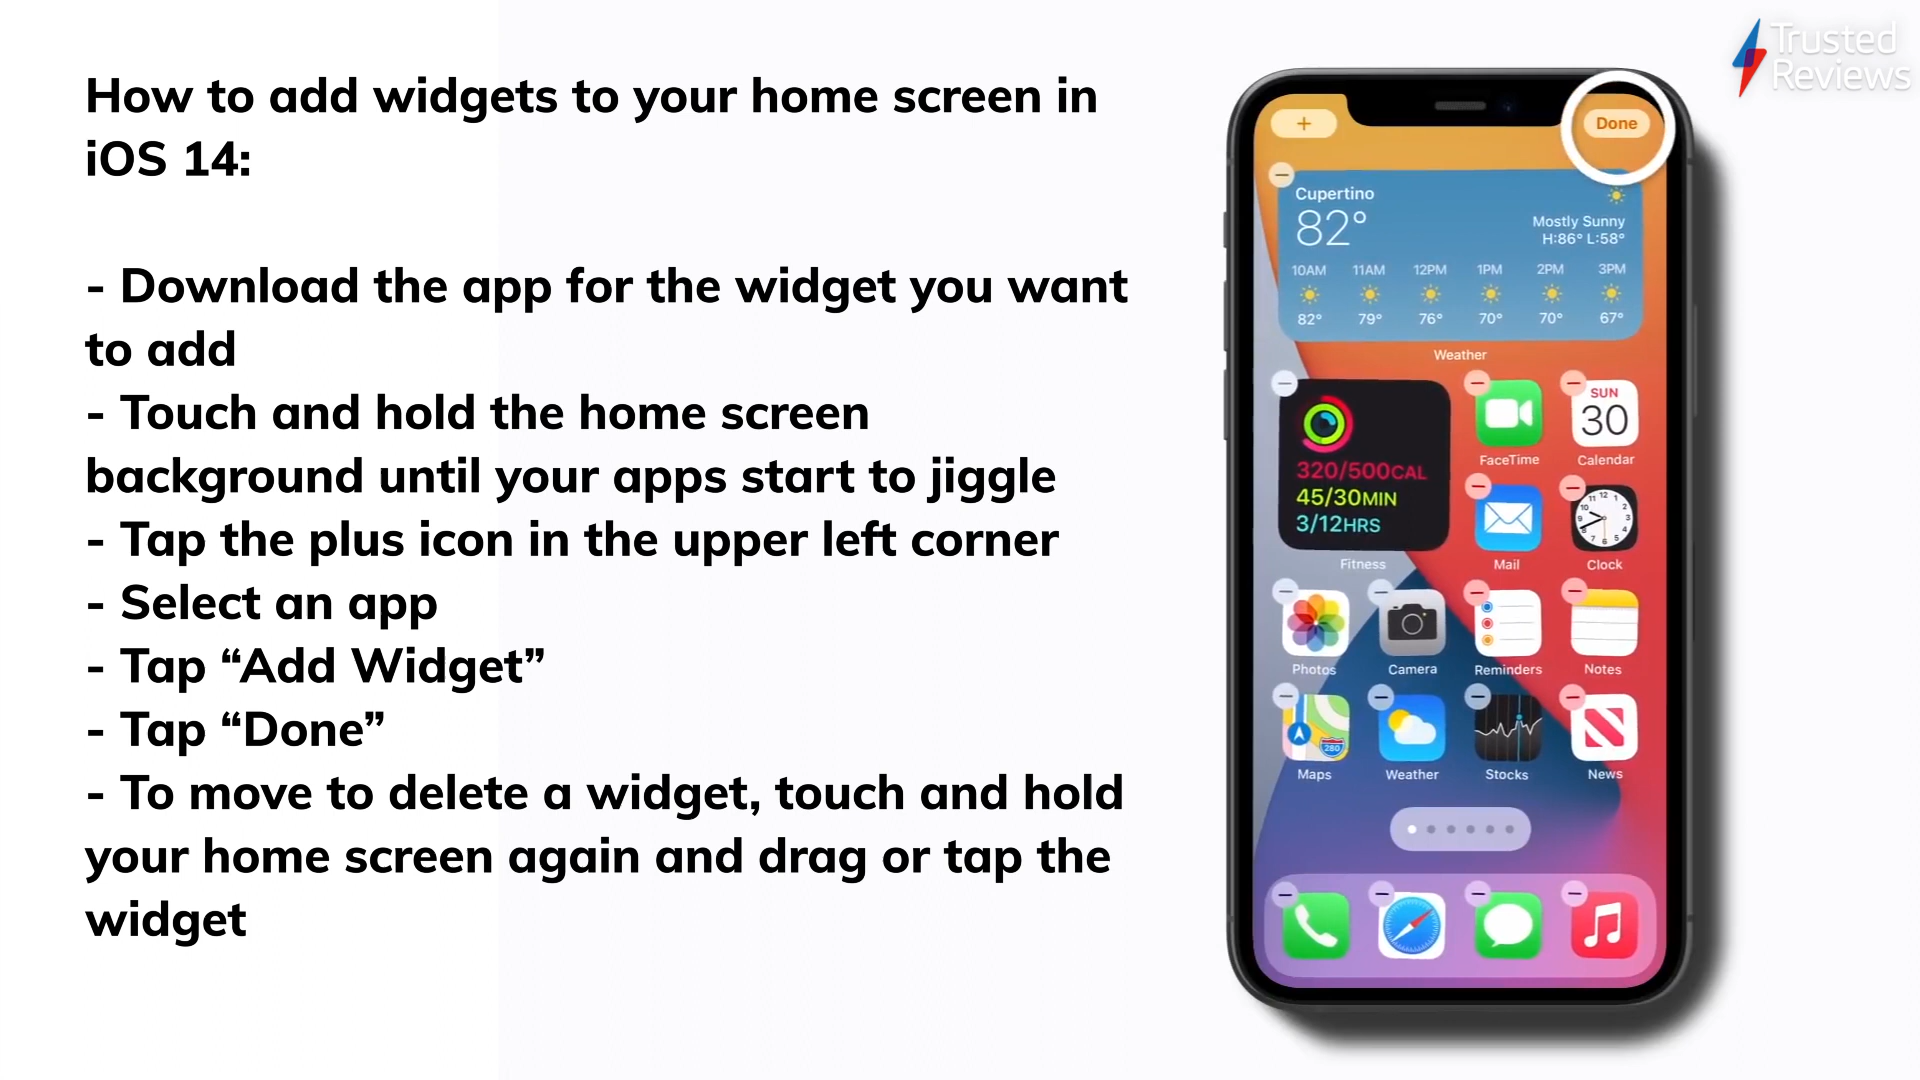 Trusted
Reviews
How to add widgets to your home screen in
iOS 14:
- Download the app for the widget you want
to add
- Touch and hold the home screen
background until your apps start to jiggle
- Tap the plus icon in the upper left corner
- Select an app
- Tap “Add Widget”
- Tap “Done”
- To move to delete a widget, touch and hold
your home screen again and drag or tap the
widget
+ Done
Cupertino
82°
Mostly Sunny
H:86° L:58°
10AM 11AM 12PM 1PM 2PM 3PM
82° 79° 76° 70° 70° 67°
Weather
320/500CAL
45/30MIN
3/12HRS
Fitness
SUN
30
FaceTime Calendar
Mail Clock
Photos Camera Reminders Notes
280
Maps Weather Stocks News